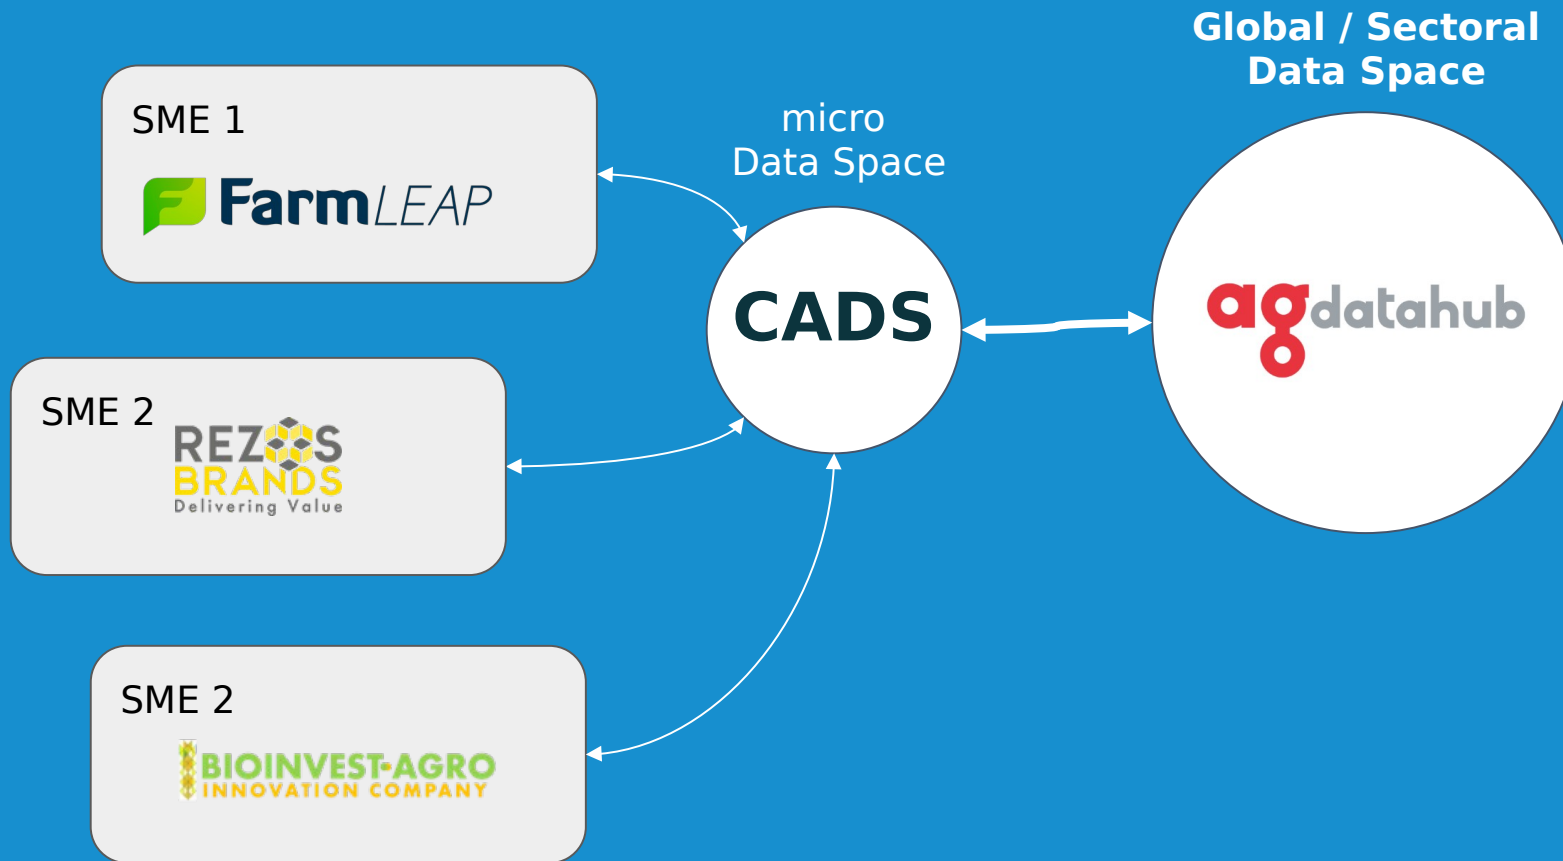 Global / Sectoral
Data Space
SME 1
FarmLEAP
micro
Data Space
CADS
agdatahub
SME 2
REZOS
BRANDS
Delivering Value
SME 2
BIOINVEST-AGRO
INNOVATION COMPANY